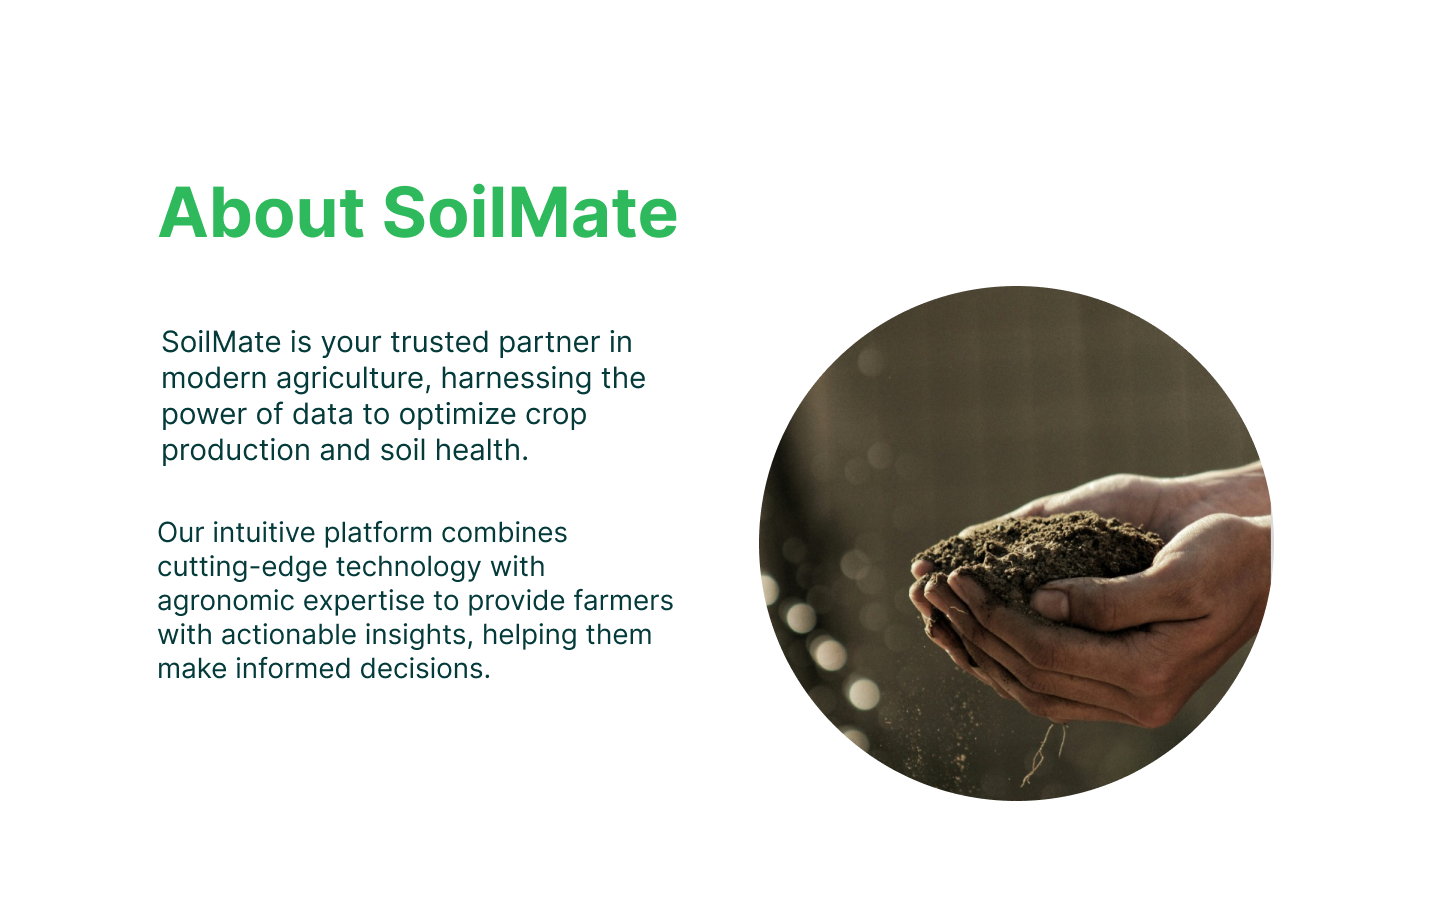 About SoilMate
SoilMate is your trusted partner in
modern agriculture, harnessing the
power of data to optimize crop
production and soil health.
Our intuitive platform combines
cutting-edge technology with
agronomic expertise to provide farmers
with actionable insights, helping them
make informed decisions.